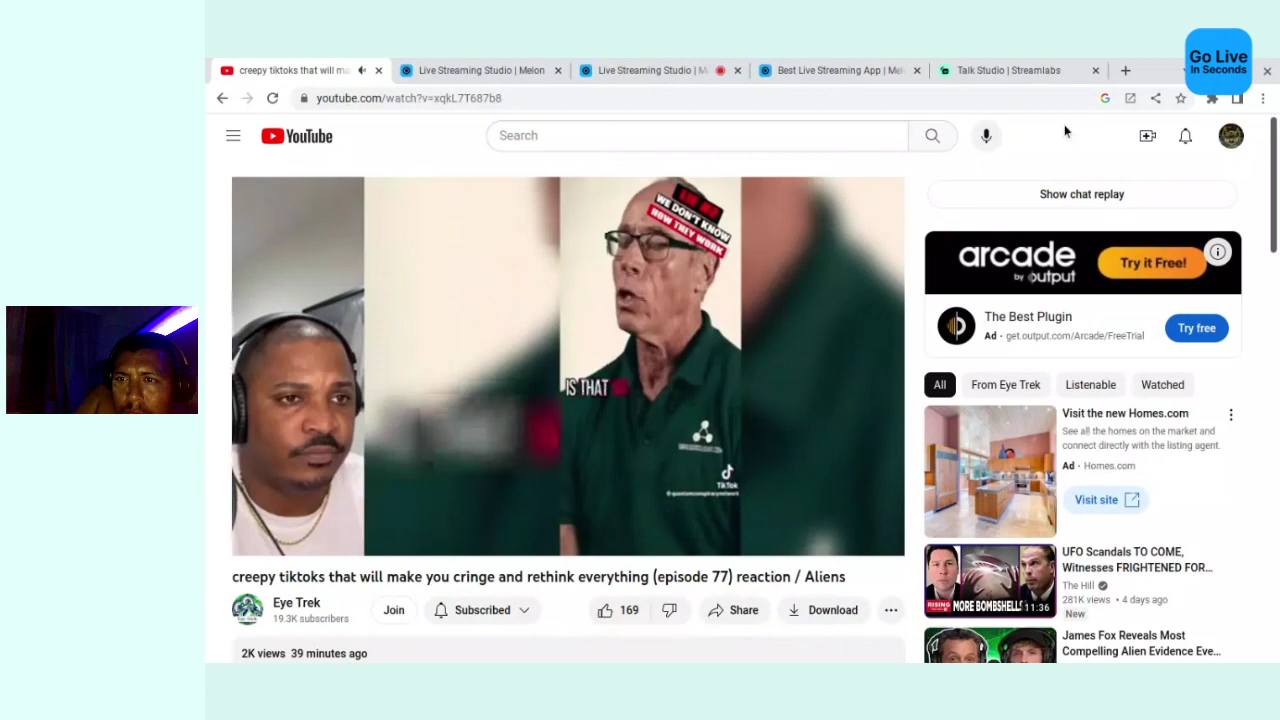 Go Live
In Seconds
creepy tiktoks that will ma
Live Streaming Studio | Melon
Live Streaming Studio | M
Best Live Streaming App | Mel
Talk Studio | Streamlabs
youtube.com/watch?v=xqkL7T687b8
YouTube
Search
Show chat replay
WE DON'T KNOW
HOW THEY WORK
IS THAT
TikTok
arcade
by output
Try it Free!
The Best Plugin
Ad · get.output.com/Arcade/FreeTrial
Try free
All
From Eye Trek
Listenable
Watched
Visit the new Homes.com
See all the homes on the market and
connect directly with the listing agent.
Ad · Homes.com
Visit site
creepy tiktoks that will make you cringe and rethink everything (episode 77) reaction / Aliens
Eye Trek
19.3K subscribers
Join
Subscribed
169
Share
Download
2K views 39 minutes ago
RISING
MORE BOMBSHELLS
11:36
UFO Scandals TO COME,
Witnesses FRIGHTENED FOR...
The Hill
281K views · 4 days ago
New
James Fox Reveals Most
Compelling Alien Evidence Eve...